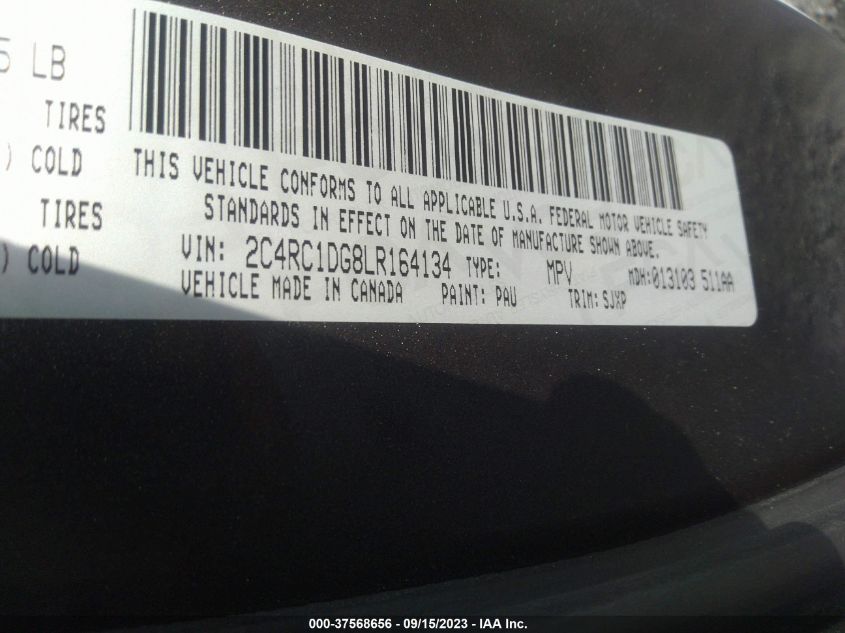 5 LB
TIRES
) COLD
THIS VEHICLE CONFORMS TO ALL APPLICABLE U.S.A. FEDERAL MOTOR VEHICLE SAFETY
STANDARDS IN EFFECT ON THE DATE OF MANUFACTURE SHOWN ABOVE.
TIRES
) COLD
VIN: 2C4RC1DG8LR164134 TYPE: MPV MDH:013103 511AA
VEHICLE MADE IN CANADA PAINT: PAU TRIM: SJXP
000-37568656 - 09/15/2023 - IAA Inc.